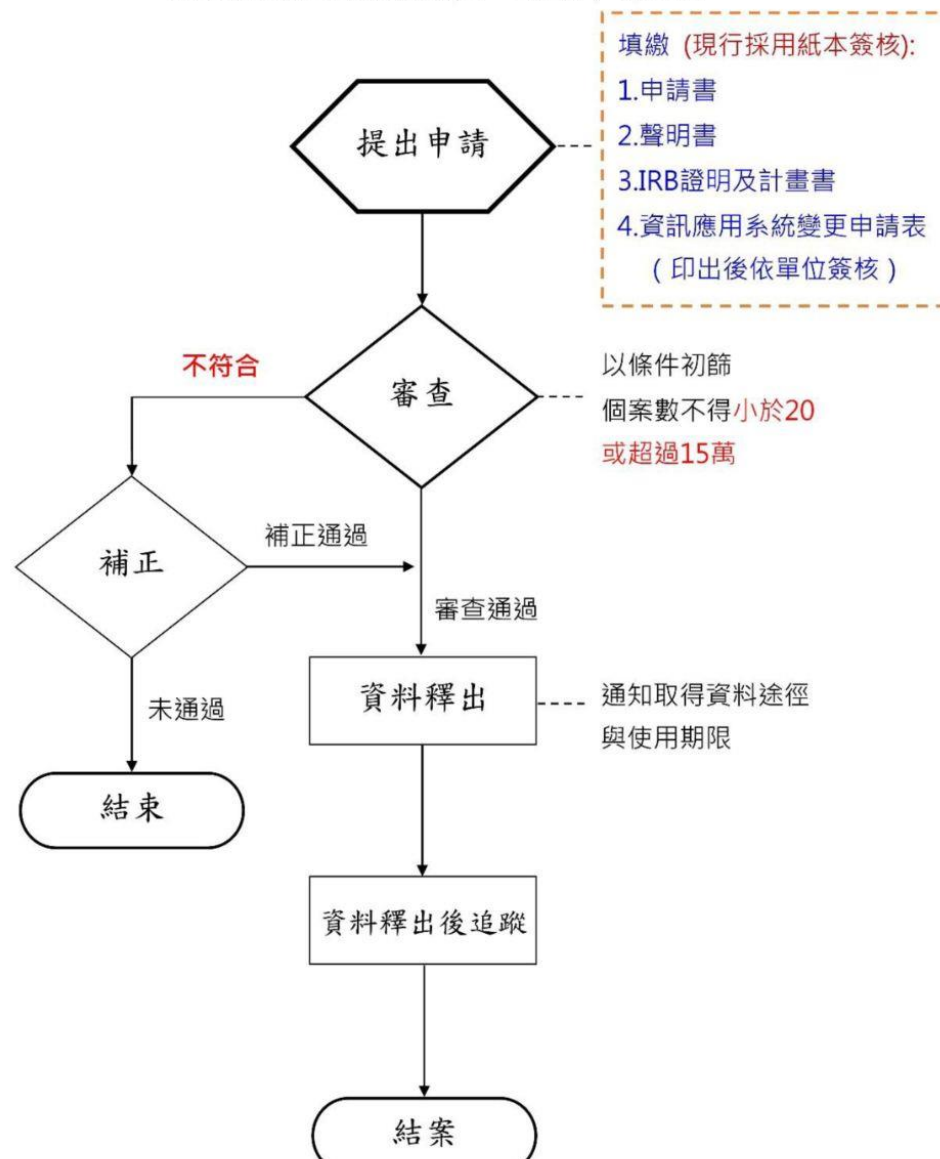 填繳 (現行採用紙本簽核):
1.申請書
2.聲明書
3.IRB證明及計畫書
4.資訊應用系統變更申請表
( 印出後依單位簽核 )
提出申請
不符合
審查
以條件初篩
個案數不得小於20
或超過15萬
補正
補正通過
審查通過
未通過
資料釋出
通知取得資料途徑
與使用期限
結束
資料釋出後追蹤
結案